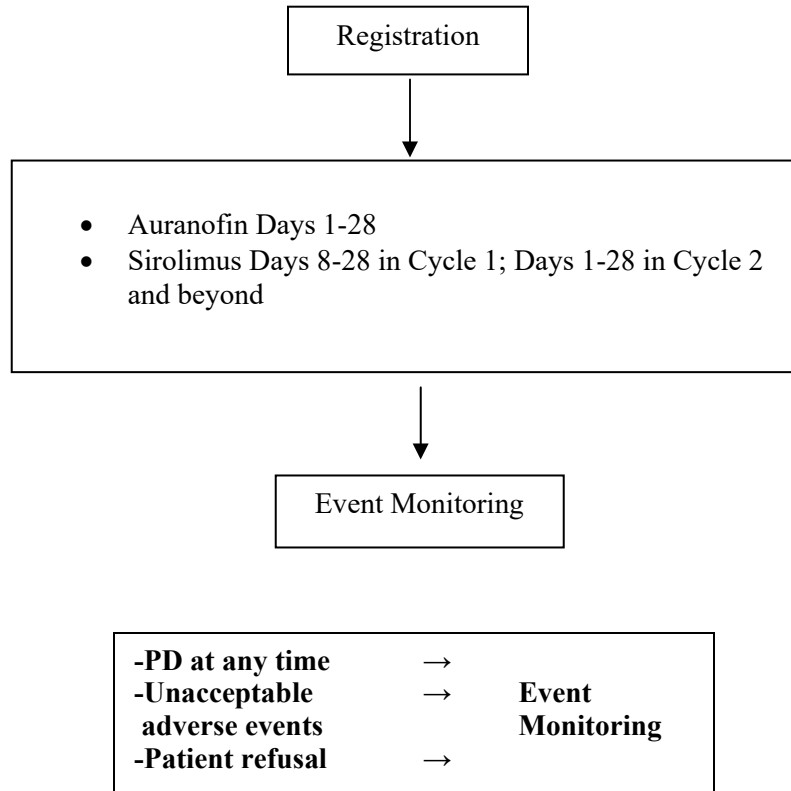 Registration
• Auranofin Days 1-28
• Sirolimus Days 8-28 in Cycle 1; Days 1-28 in Cycle 2
and beyond
Event Monitoring
-PD at any time →
-Unacceptable → Event
adverse events Monitoring
-Patient refusal →